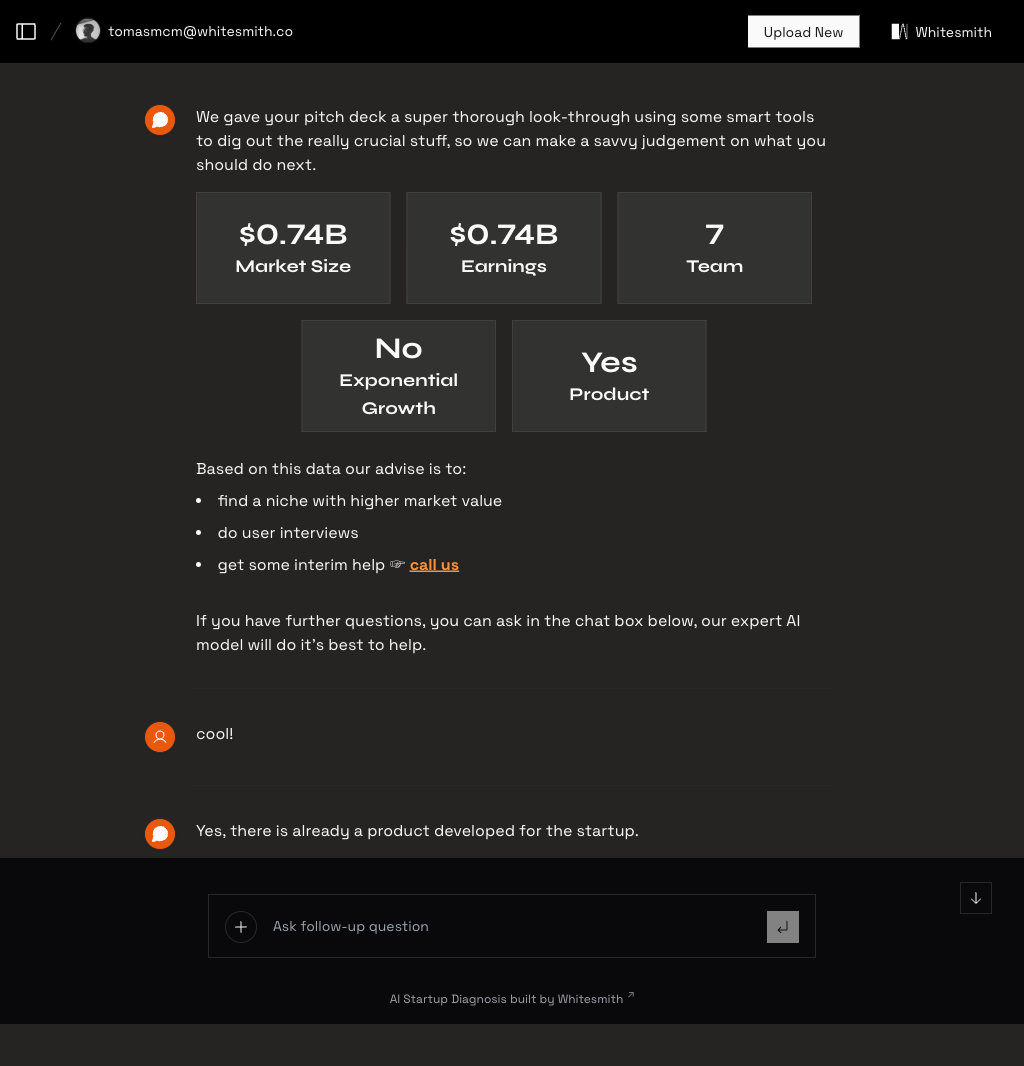 tomasmcm@whitesmith.co
Upload New
Whitesmith
We gave your pitch deck a super thorough look-through using some smart tools
to dig out the really crucial stuff, so we can make a savvy judgement on what you
should do next.
$0.74B
Market Size
$0.74B
Earnings
7
Team
No
Exponential
Growth
Yes
Product
Based on this data our advise is to:
• find a niche with higher market value
• do user interviews
• get some interim help ☞ call us
If you have further questions, you can ask in the chat box below, our expert AI
model will do it's best to help.
cool!
Yes, there is already a product developed for the startup.
Ask follow-up question
AI Startup Diagnosis built by Whitesmith ↗